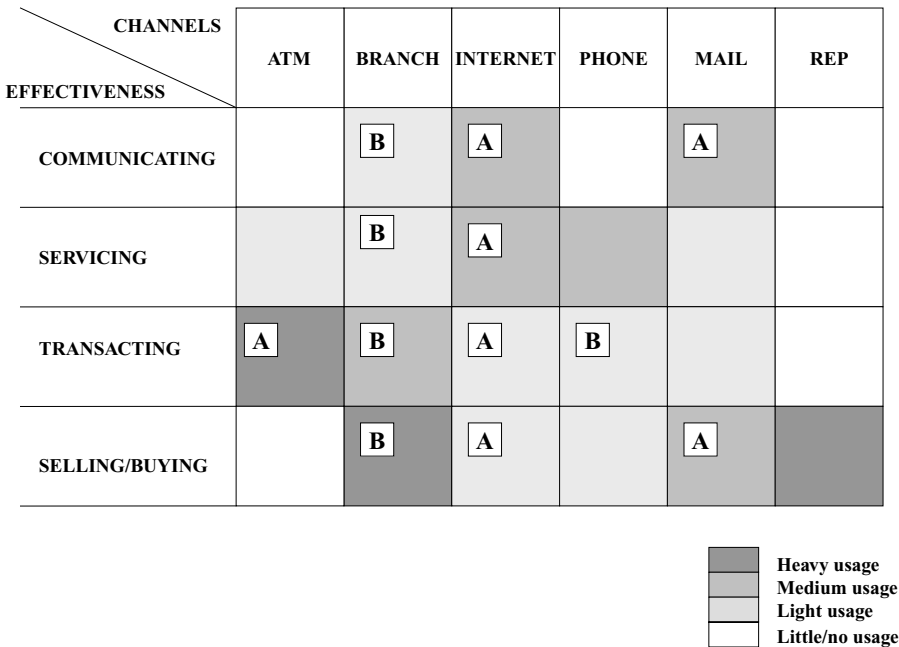 CHANNELS
EFFECTIVENESS
ATM BRANCH INTERNET PHONE MAIL REP
COMMUNICATING B A A
SERVICING B A
TRANSACTING A B A B
SELLING/BUYING B A A
Heavy usage
Medium usage
Light usage
Little/no usage